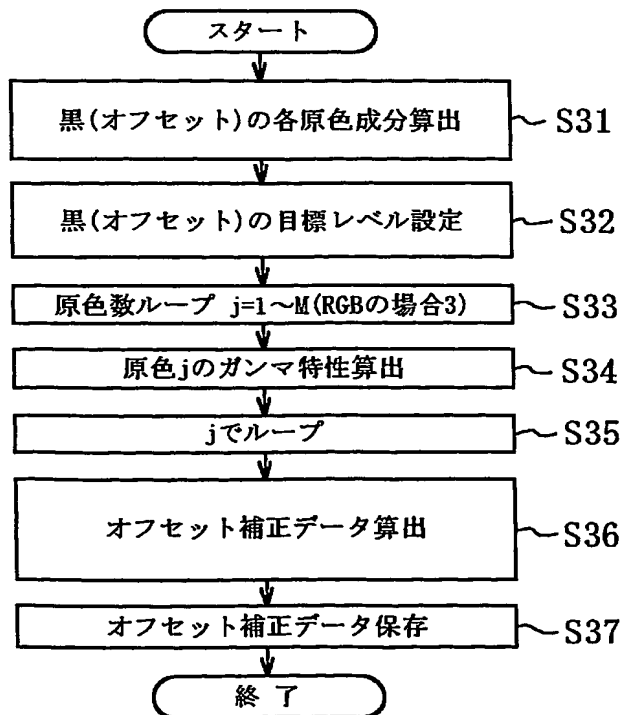 スタート
黒(オフセット)の各原色成分算出
S31
黒(オフセット)の目標レベル設定
S32
原色数ループ j=1～M(RGBの場合3)
S33
原色jのガンマ特性算出
S34
jでループ
S35
オフセット補正データ算出
S36
オフセット補正データ保存
S37
終了